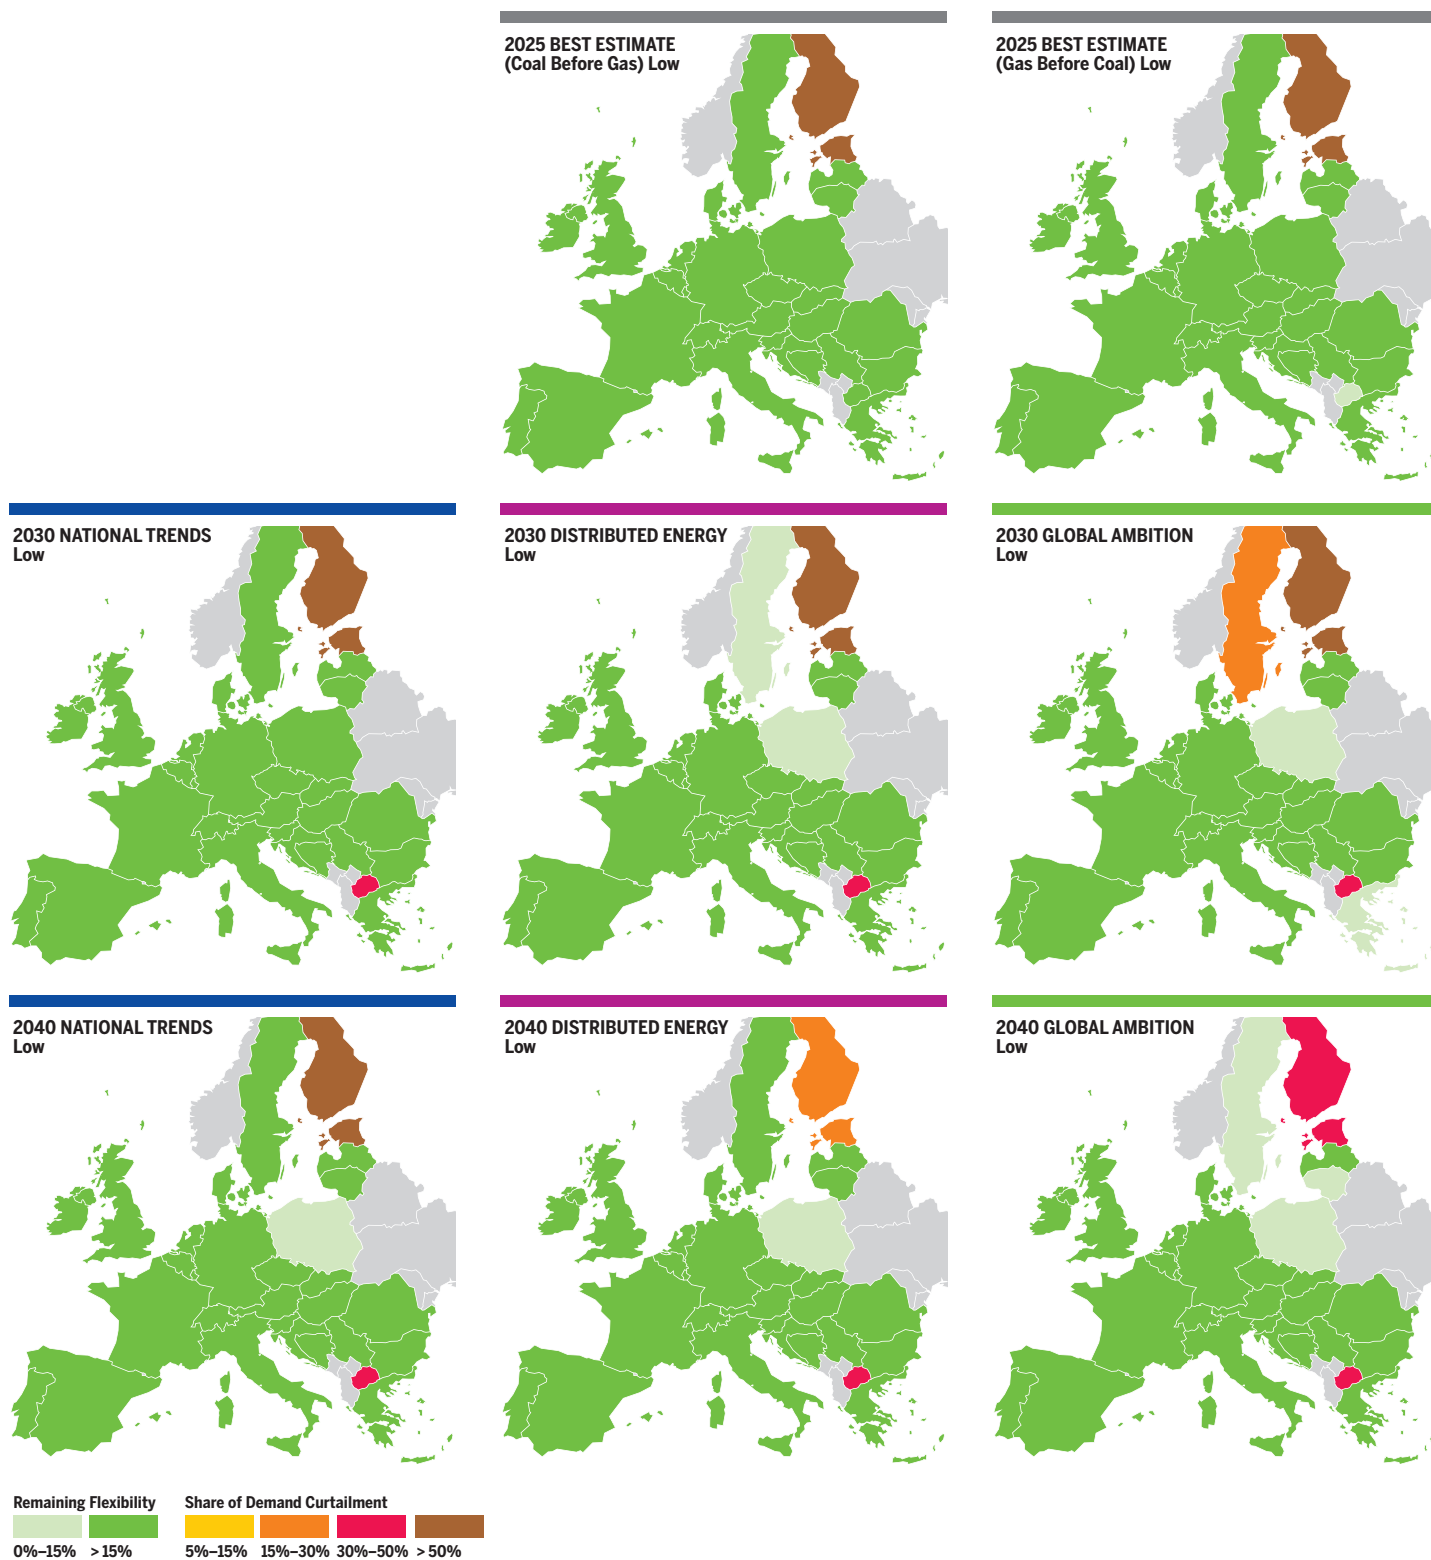 2025 BEST ESTIMATE
(Coal Before Gas) Low
2025 BEST ESTIMATE
(Gas Before Coal) Low
2030 NATIONAL TRENDS
Low
2030 DISTRIBUTED ENERGY
Low
2030 GLOBAL AMBITION
Low
2040 NATIONAL TRENDS
Low
2040 DISTRIBUTED ENERGY
Low
2040 GLOBAL AMBITION
Low
Remaining Flexibility
0%–15% > 15%
Share of Demand Curtailment
5%–15% 15%–30% 30%–50% > 50%